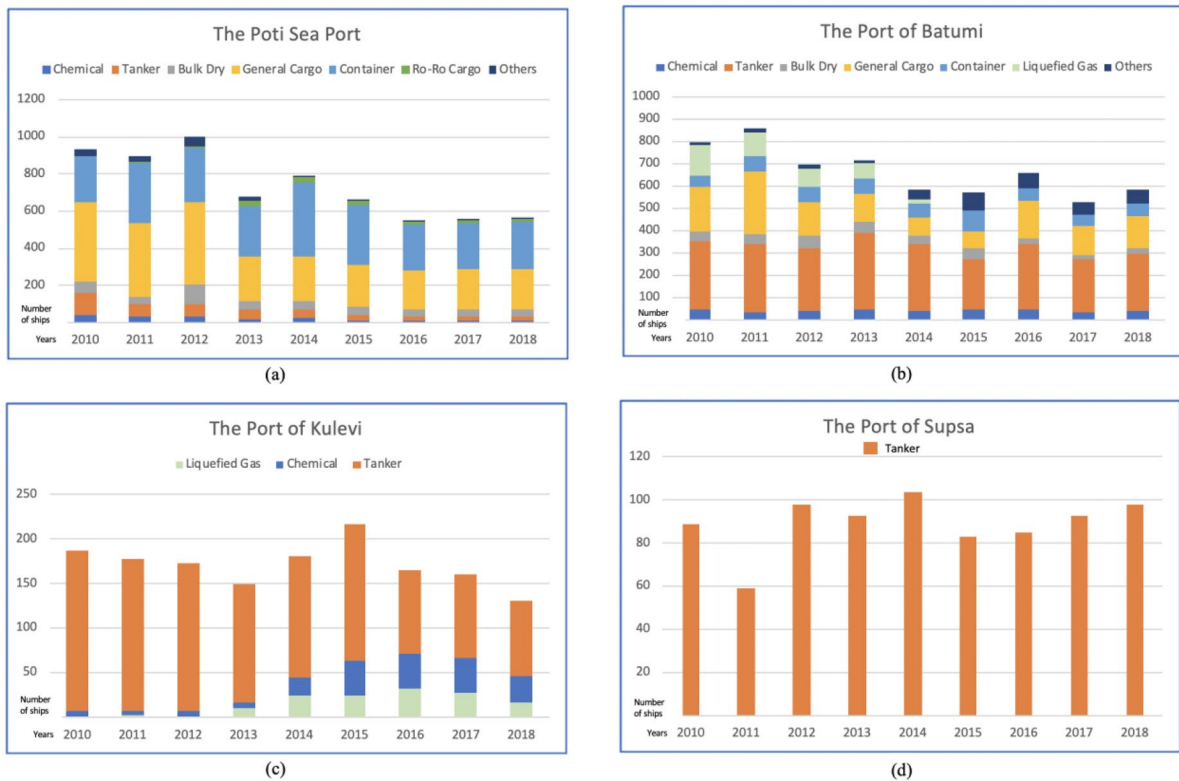 The Poti Sea Port
Chemical Tanker Bulk Dry General Cargo Container Ro-Ro Cargo Others
1200
1000
800
600
400
200
Number
of ships
Years 2010 2011 2012 2013 2014 2015 2016 2017 2018
(a)
The Port of Batumi
Chemical Tanker Bulk Dry General Cargo Container Liquefied Gas Others
1000
900
800
700
600
500
400
300
200
100
Number
of ships
Years 2010 2011 2012 2013 2014 2015 2016 2017 2018
(b)
The Port of Kulevi
Liquefied Gas Chemical Tanker
250
200
150
100
50
Number
of ships
Years 2010 2011 2012 2013 2014 2015 2016 2017 2018
(c)
The Port of Supsa
Tanker
120
100
80
60
40
20
Number
of ships
Years 2010 2011 2012 2013 2014 2015 2016 2017 2018
(d)